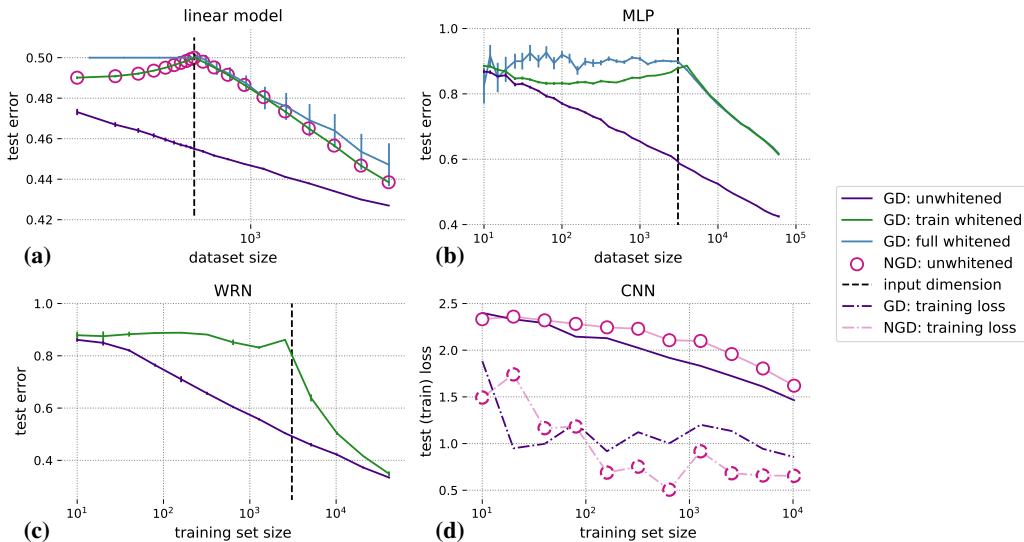 linear model
test error
0.50
0.48
0.46
0.44
0.42
10³
dataset size
(a)
MLP
test error
1.0
0.8
0.6
0.4
10¹
10²
10³
10⁴
10⁵
dataset size
(b)
GD: unwhitened
GD: train whitened
GD: full whitened
NGD: unwhitened
input dimension
GD: training loss
NGD: training loss
WRN
test error
1.0
0.8
0.6
0.4
10¹
10²
10³
10⁴
training set size
(c)
CNN
test (train) loss
2.5
2.0
1.5
1.0
0.5
10¹
10²
10³
10⁴
training set size
(d)